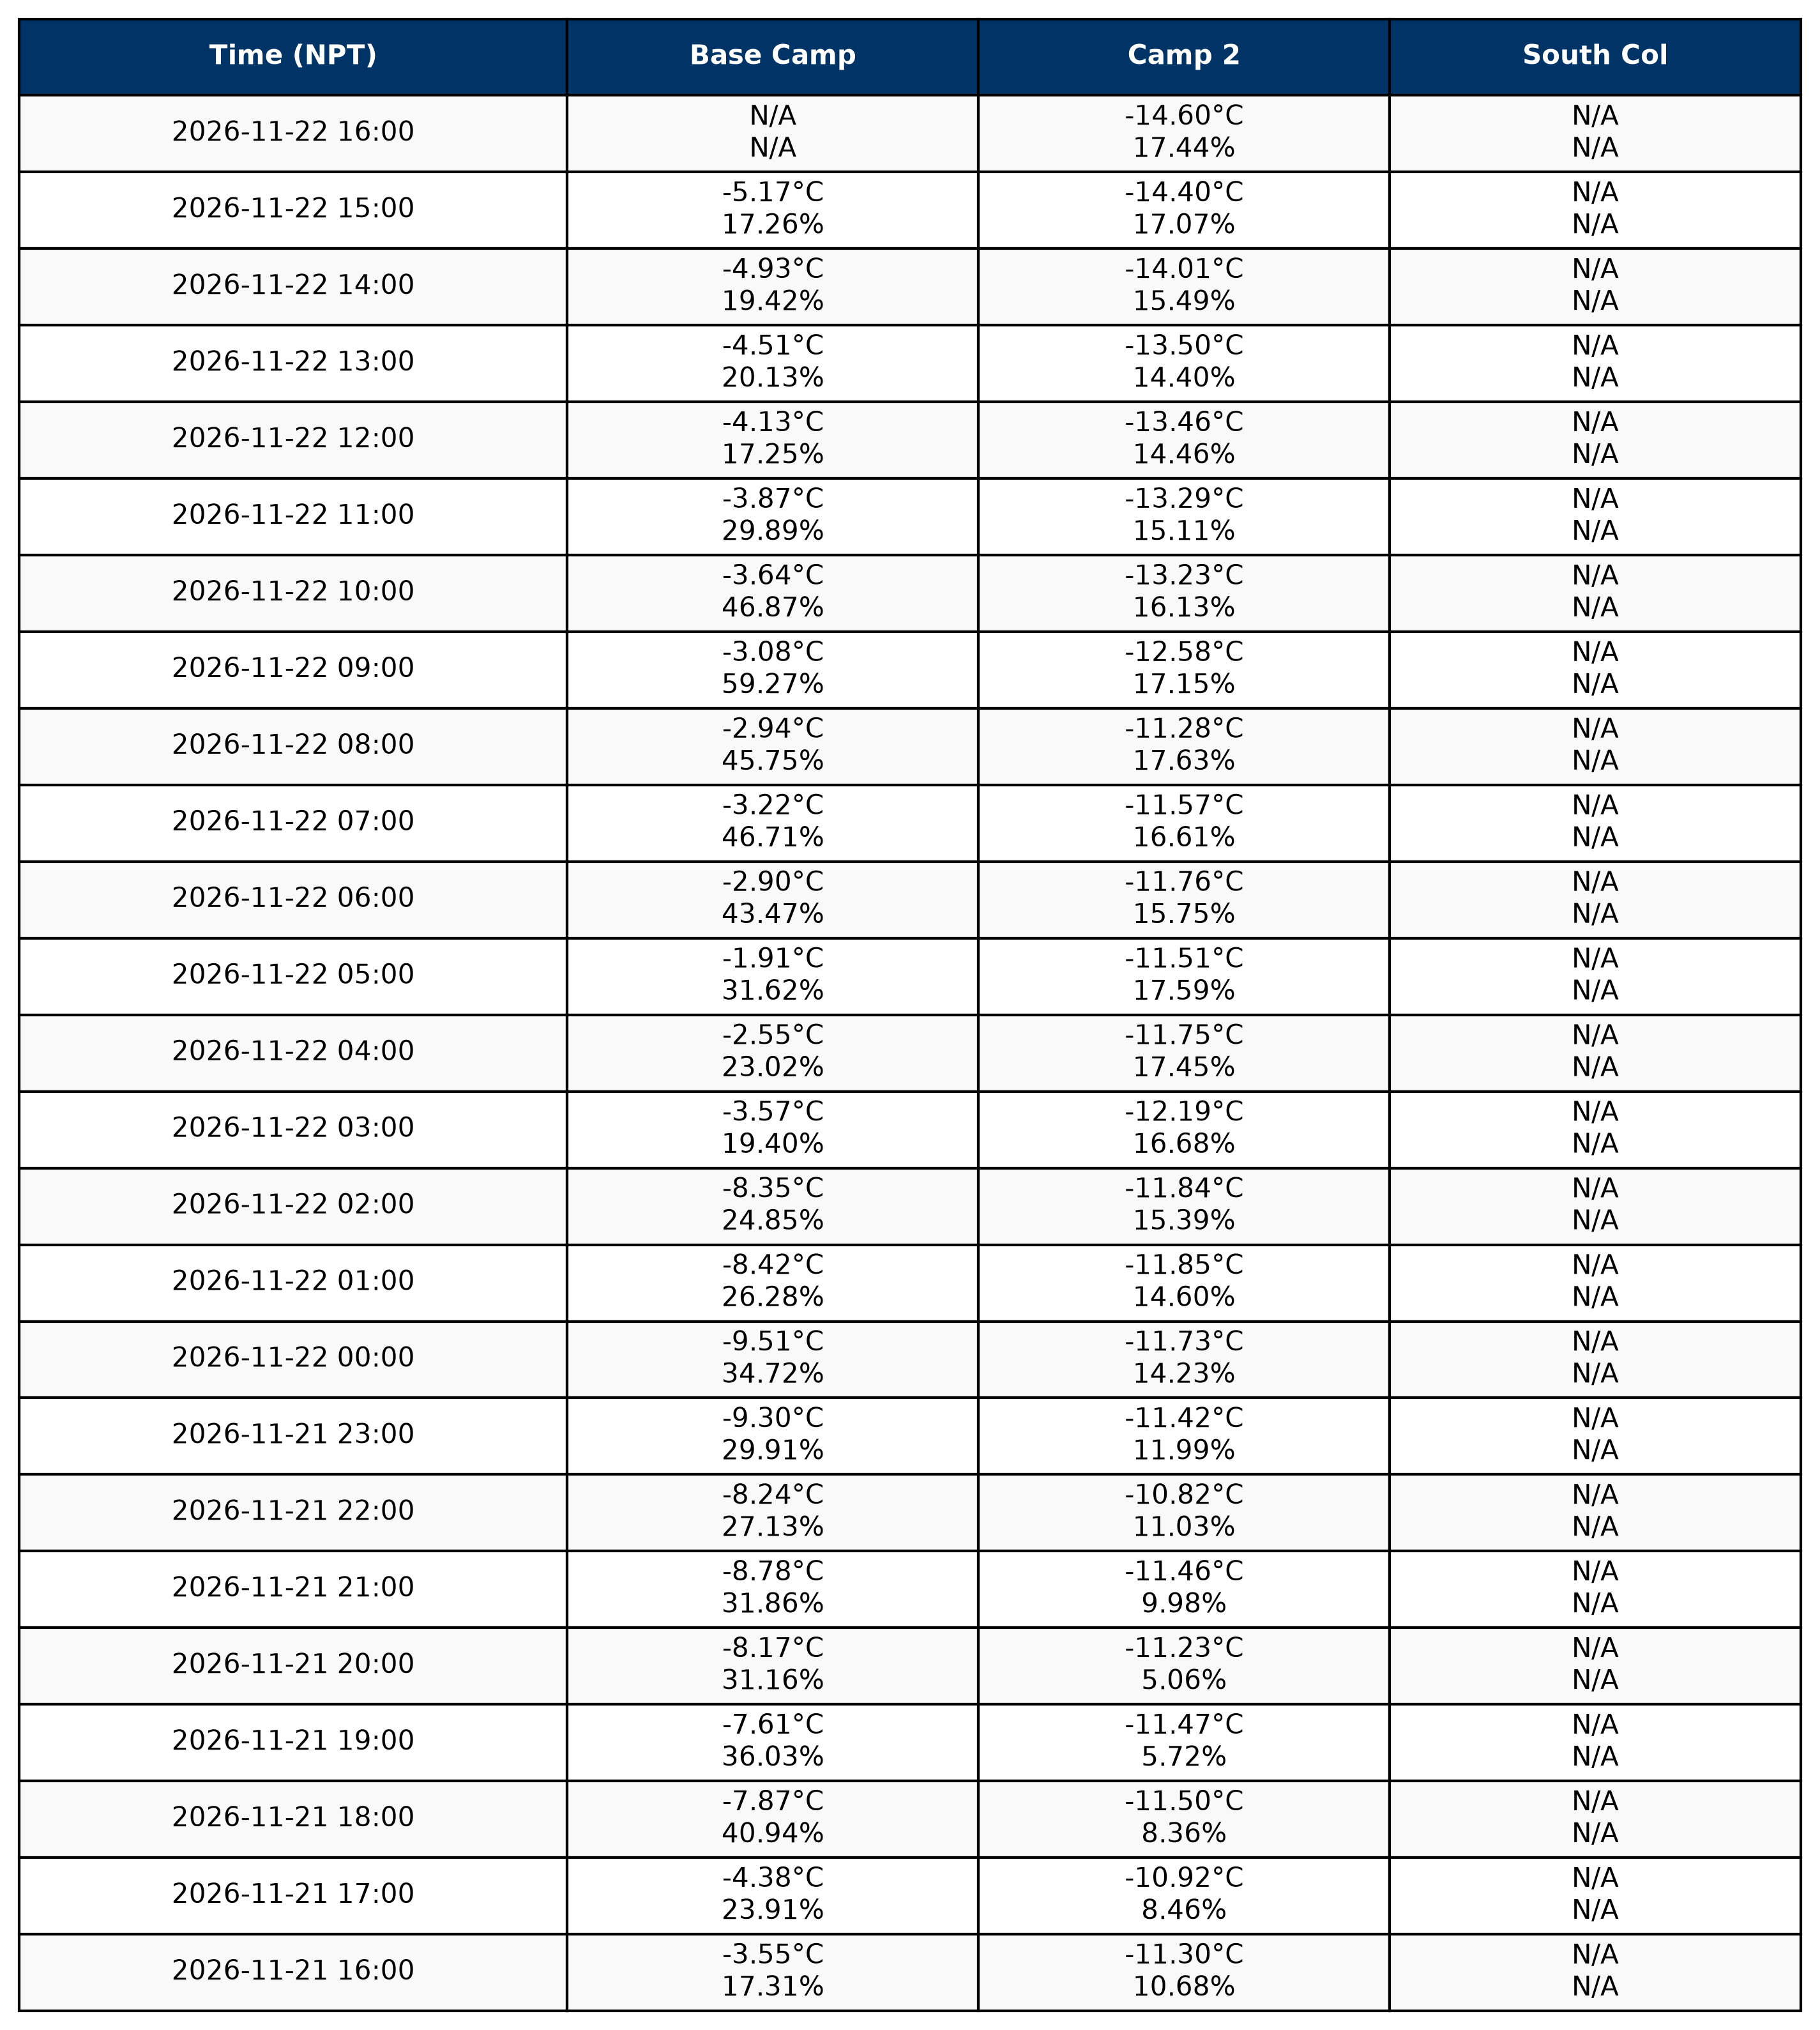 Time (NPT) Base Camp Camp 2 South Col
N/A -14.60°C N/A
2026-11-22 16:00
N/A 17.44% N/A
-5.17°C -14.40°C N/A
2026-11-22 15:00
17.26% 17.07% N/A
-4.93°C -14.01°C N/A
2026-11-22 14:00
19.42% 15.49% N/A
-4.51°C -13.50°C N/A
2026-11-22 13:00
20.13% 14.40% N/A
-4.13°C -13.46°C N/A
2026-11-22 12:00
17.25% 14.46% N/A
-3.87°C -13.29°C N/A
2026-11-22 11:00
29.89% 15.11% N/A
-3.64°C -13.23°C N/A
2026-11-22 10:00
46.87% 16.13% N/A
-3.08°C -12.58°C N/A
2026-11-22 09:00
59.27% 17.15% N/A
-2.94°C -11.28°C N/A
2026-11-22 08:00
45.75% 17.63% N/A
-3.22°C -11.57°C N/A
2026-11-22 07:00
46.71% 16.61% N/A
-2.90°C -11.76°C N/A
2026-11-22 06:00
43.47% 15.75% N/A
-1.91°C -11.51°C N/A
2026-11-22 05:00
31.62% 17.59% N/A
-2.55°C -11.75°C N/A
2026-11-22 04:00
23.02% 17.45% N/A
-3.57°C -12.19°C N/A
2026-11-22 03:00
19.40% 16.68% N/A
-8.35°C -11.84°C N/A
2026-11-22 02:00
24.85% 15.39% N/A
-8.42°C -11.85°C N/A
2026-11-22 01:00
26.28% 14.60% N/A
-9.51°C -11.73°C N/A
2026-11-22 00:00
34.72% 14.23% N/A
-9.30°C -11.42°C N/A
2026-11-21 23:00
29.91% 11.99% N/A
-8.24°C -10.82°C N/A
2026-11-21 22:00
27.13% 11.03% N/A
-8.78°C -11.46°C N/A
2026-11-21 21:00
31.86% 9.98% N/A
-8.17°C -11.23°C N/A
2026-11-21 20:00
31.16% 5.06% N/A
-7.61°C -11.47°C N/A
2026-11-21 19:00
36.03% 5.72% N/A
-7.87°C -11.50°C N/A
2026-11-21 18:00
40.94% 8.36% N/A
-4.38°C -10.92°C N/A
2026-11-21 17:00
23.91% 8.46% N/A
-3.55°C -11.30°C N/A
2026-11-21 16:00
17.31% 10.68% N/A